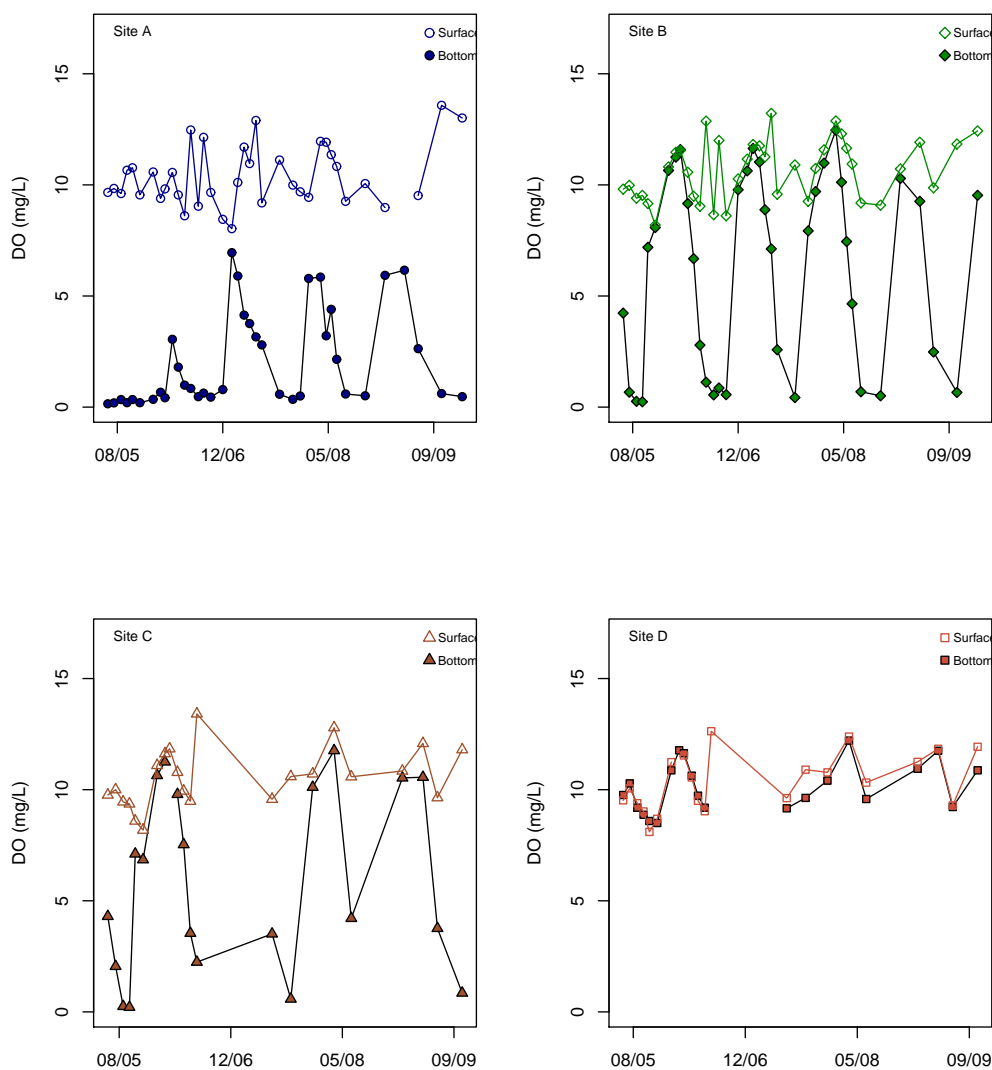 Site A
Surface
Bottom
DO (mg/L)
15
10
5
0
08/05 12/06 05/08 09/09
Site B
Surface
Bottom
DO (mg/L)
15
10
5
0
08/05 12/06 05/08 09/09
Site C
Surface
Bottom
DO (mg/L)
15
10
5
0
08/05 12/06 05/08 09/09
Site D
Surface
Bottom
DO (mg/L)
15
10
5
0
08/05 12/06 05/08 09/09